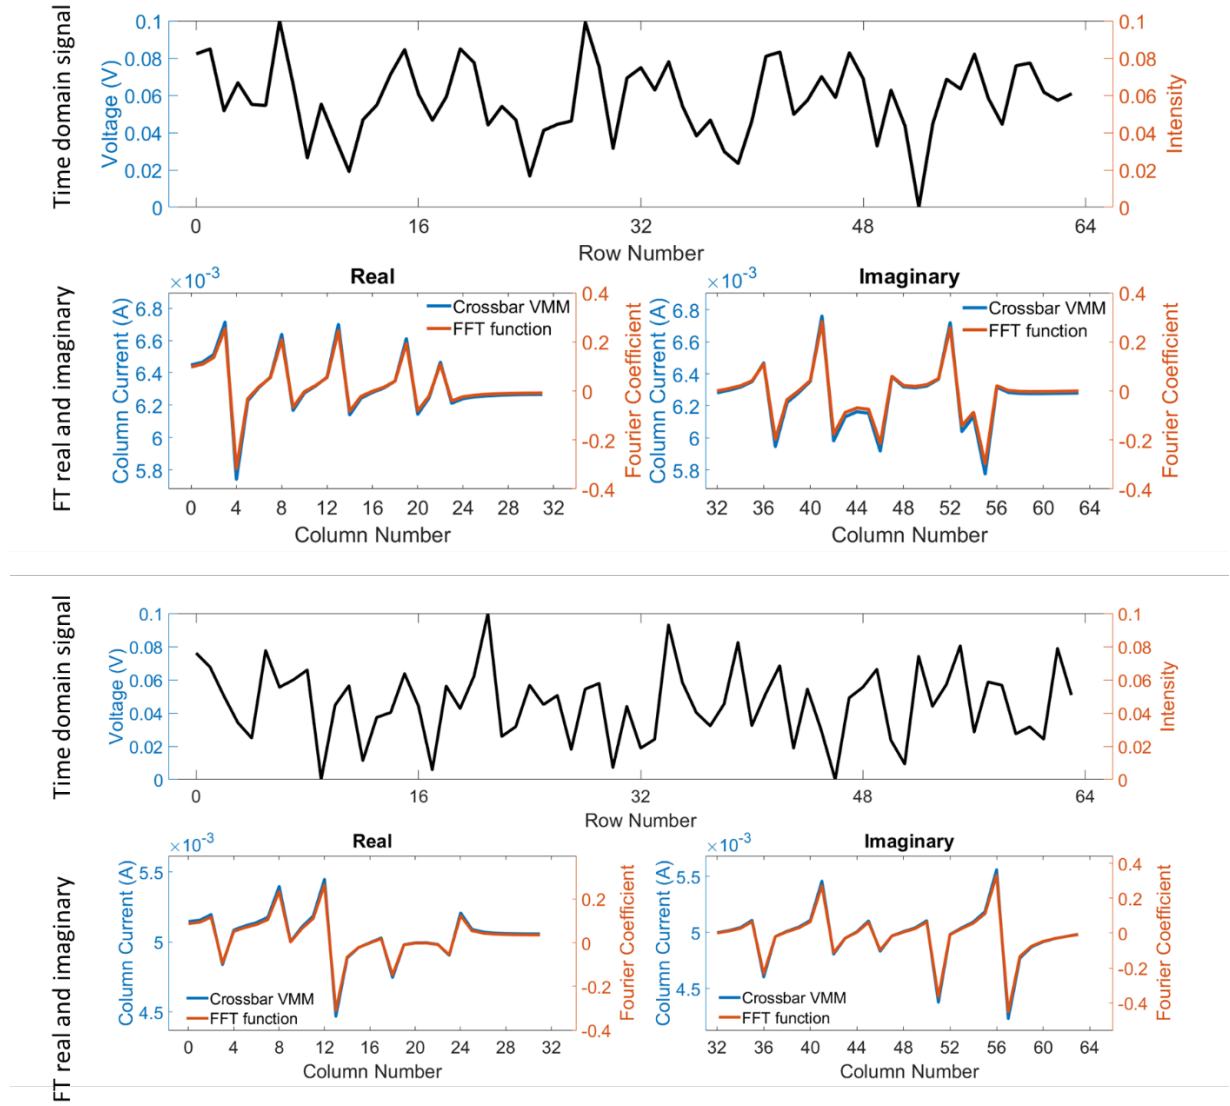 Time domain signal
Voltage (V)
0.1
0.08
0.06
0.04
0.02
0
0.1
0.08
0.06
0.04
0.02
0
Intensity
0 16 32 48 64
Row Number
FT real and imaginary
×10⁻³
Real
Column Current (A)
6.8
6.6
6.4
6.2
6
5.8
Crossbar VMM
FFT function
0.4
0.2
0
-0.2
-0.4
Fourier Coefficient
0 4 8 12 16 20 24 28 32
Column Number
×10⁻³
Imaginary
Column Current (A)
6.8
6.6
6.4
6.2
6
5.8
Crossbar VMM
FFT function
0.4
0.2
0
-0.2
-0.4
Fourier Coefficient
32 36 40 44 48 52 56 60 64
Column Number
Time domain signal
Voltage (V)
0.1
0.08
0.06
0.04
0.02
0
0.1
0.08
0.06
0.04
0.02
0
Intensity
0 16 32 48 64
Row Number
FT real and imaginary
×10⁻³
Real
Column Current (A)
5.5
5
4.5
Crossbar VMM
FFT function
0.2
0
-0.2
-0.4
Fourier Coefficient
0 4 8 12 16 20 24 28 32
Column Number
×10⁻³
Imaginary
Column Current (A)
5.5
5
4.5
Crossbar VMM
FFT function
0.4
0.2
0
-0.2
-0.4
Fourier Coefficient
32 36 40 44 48 52 56 60 64
Column Number